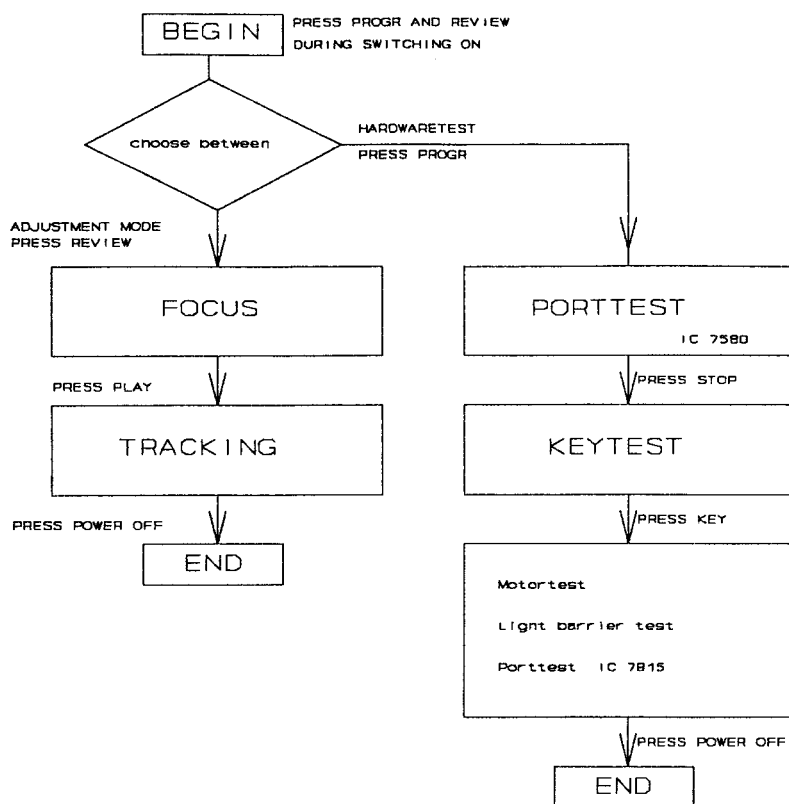 BEGIN
PRESS PROGR AND REVIEW
DURING SWITCHING ON
choose between
HARDWARETEST
PRESS PROGR
ADJUSTMENT MODE
PRESS REVIEW
FOCUS
PORTTEST
IC 7580
PRESS PLAY
PRESS STOP
TRACKING
KEYTEST
PRESS POWER OFF
PRESS KEY
END
Motortest
Light barrier test
Porttest IC 7815
PRESS POWER OFF
END